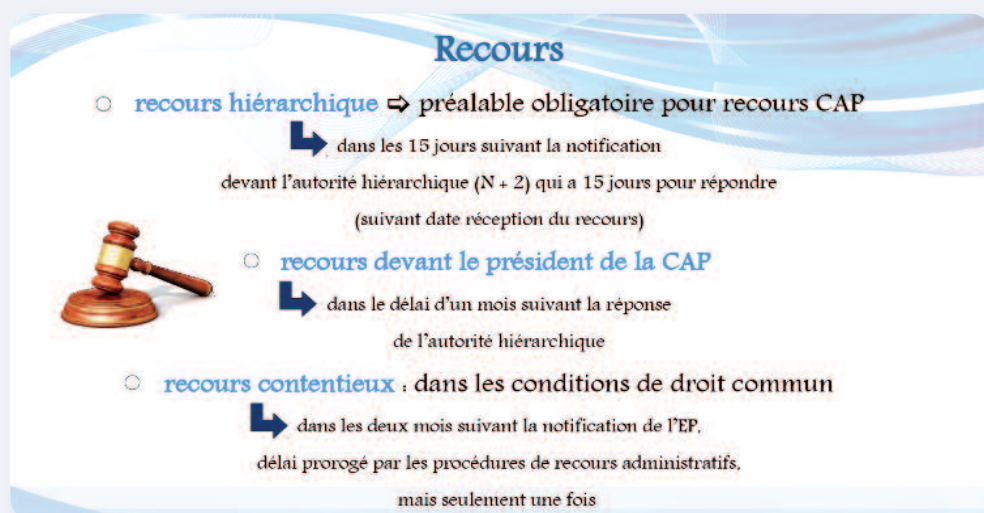 Recours
recours hiérarchique ⇨ préalable obligatoire pour recours CAP
dans les 15 jours suivant la notification
devant l'autorité hiérarchique (N + 2) qui a 15 jours pour répondre
(suivant date réception du recours)
recours devant le président de la CAP
dans le délai d'un mois suivant la réponse
de l'autorité hiérarchique
recours contentieux : dans les conditions de droit commun
dans les deux mois suivant la notification de l'EP,
délai prorogé par les procédures de recours administratifs,
mais seulement une fois